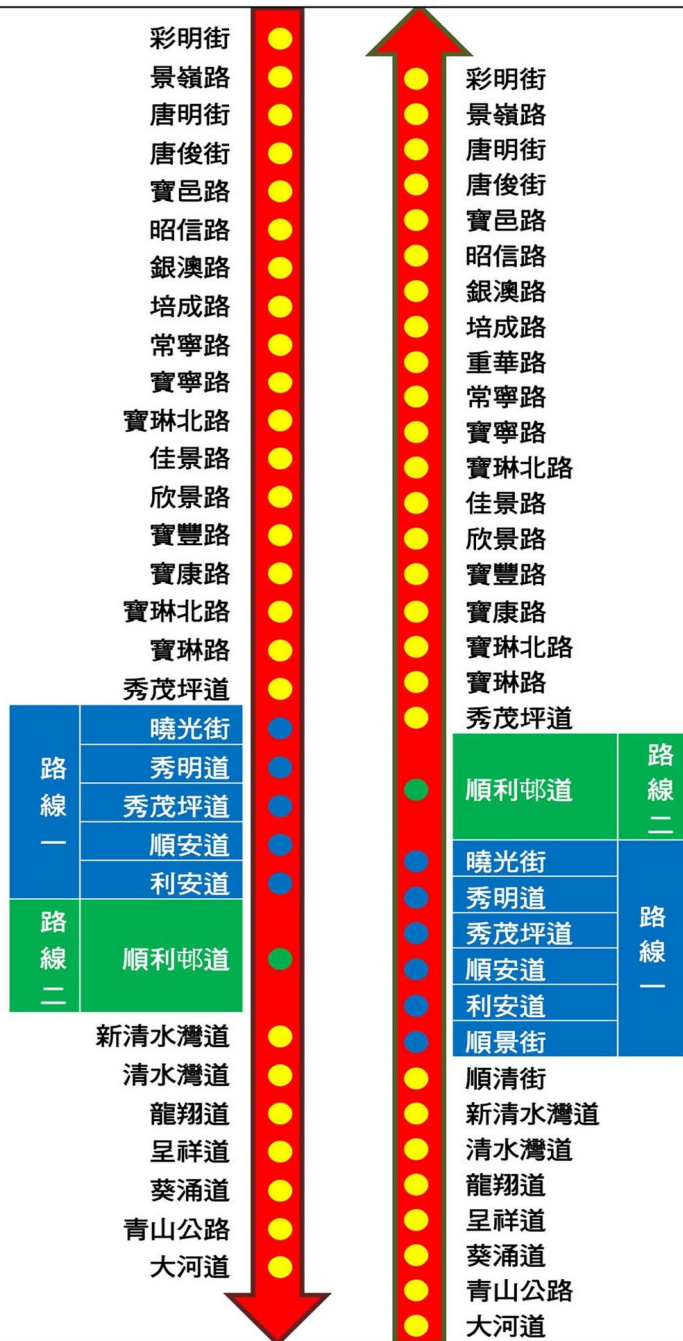 彩明街
景嶺路
唐明街
唐俊街
寶邑路
昭信路
銀澳路
培成路
常寧路
寶寧路
寶琳北路
佳景路
欣景路
寶豐路
寶康路
寶琳北路
寶琳路
秀茂坪道
路線一
曉光街
秀明道
秀茂坪道
順安道
利安道
路線二
順利邨道
新清水灣道
清水灣道
龍翔道
呈祥道
葵涌道
青山公路
大河道
彩明街
景嶺路
唐明街
唐俊街
寶邑路
昭信路
銀澳路
培成路
重華路
常寧路
寶寧路
寶琳北路
佳景路
欣景路
寶豐路
寶康路
寶琳北路
寶琳路
秀茂坪道
順利邨道
路線二
曉光街
秀明道
秀茂坪道
順安道
利安道
順景街
路線一
順清街
新清水灣道
清水灣道
龍翔道
呈祥道
葵涌道
青山公路
大河道